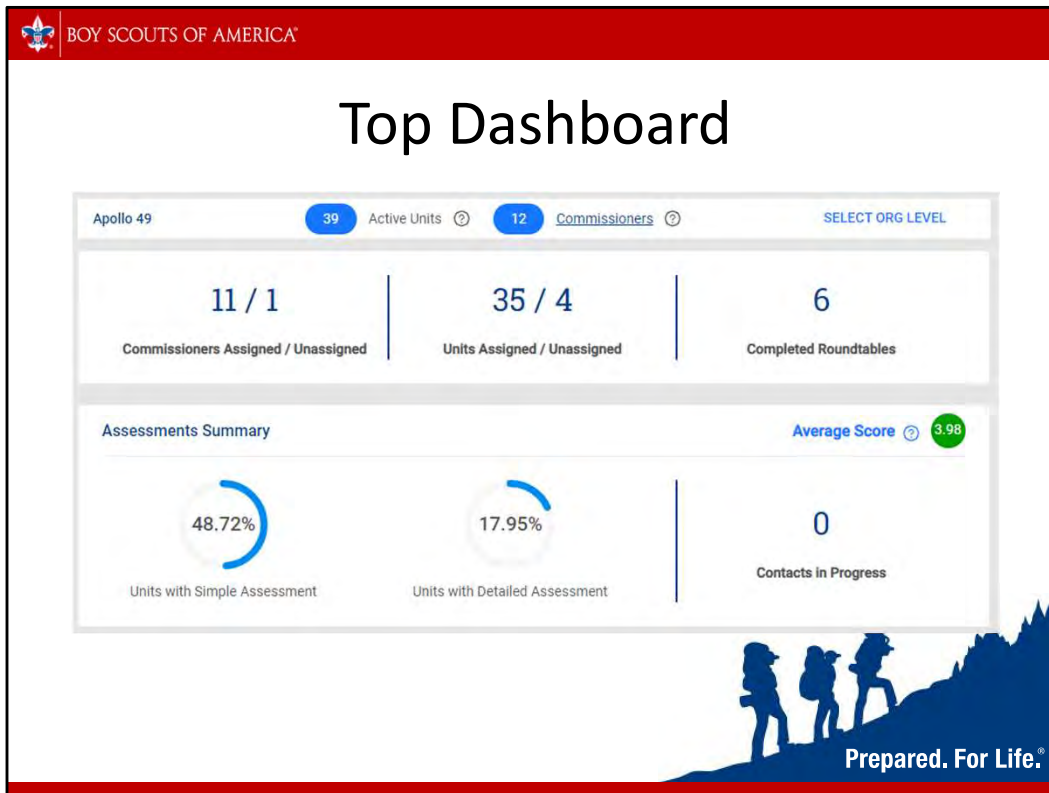 BOY SCOUTS OF AMERICA®
Top Dashboard
Apollo 49 39 Active Units ? 12 Commissioners ? SELECT ORG LEVEL
11 / 1 35 / 4 6
Commissioners Assigned / Unassigned Units Assigned / Unassigned Completed Roundtables
Assessments Summary Average Score ? 3.98
48.72% 17.95% 0
Contacts in Progress
Units with Simple Assessment Units with Detailed Assessment
Prepared. For Life.®